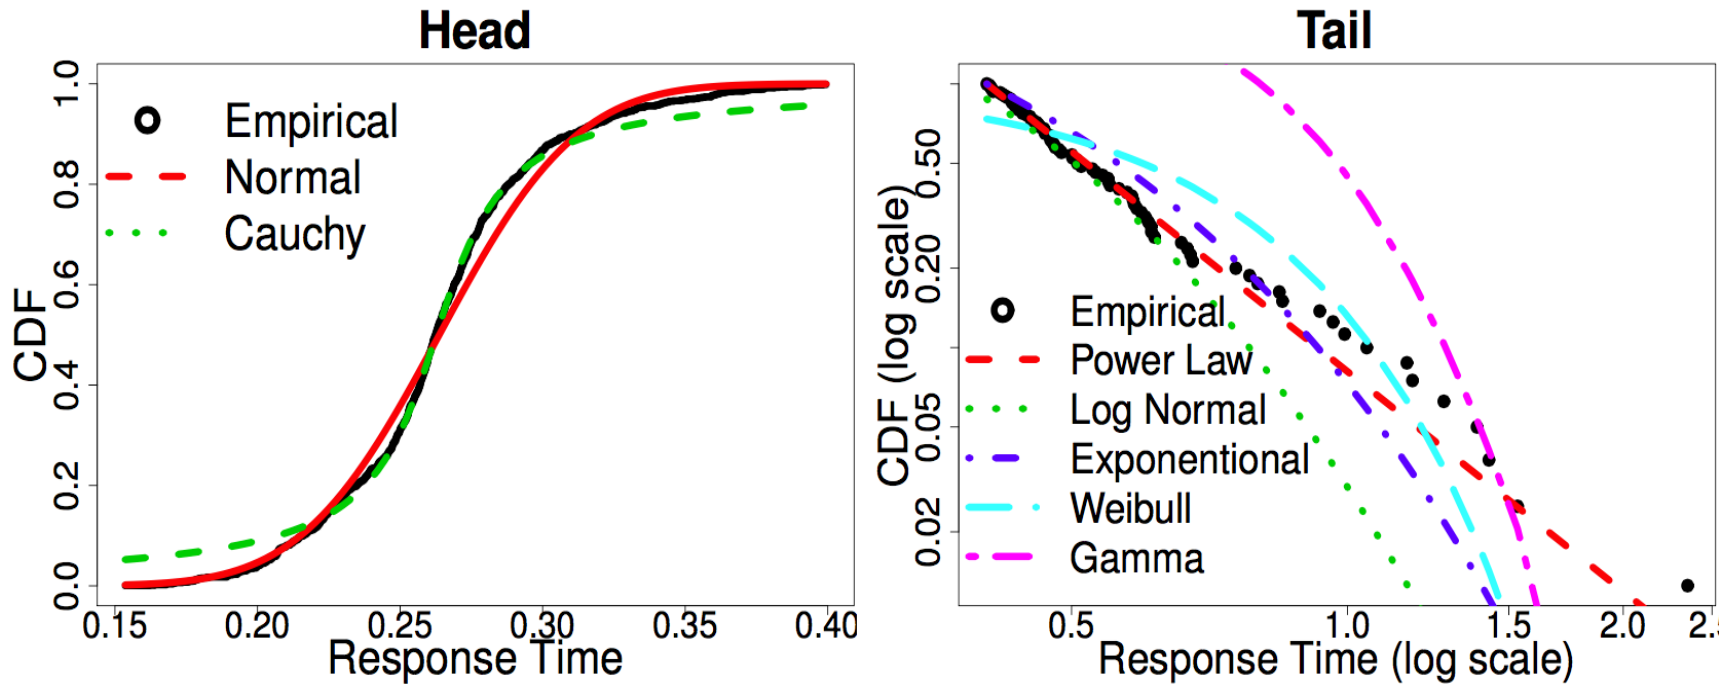 Head
1.0
0.8
0.6
0.4
0.2
0.0
CDF
Empirical
Normal
Cauchy
0.15
0.20
0.25
0.30
0.35
0.40
Response Time
Tail
0.50
0.20
0.05
0.02
CDF (log scale)
Empirical
Power Law
Log Normal
Exponentional
Weibull
Gamma
0.5
1.0
1.5
2.0
Response Time (log scale)